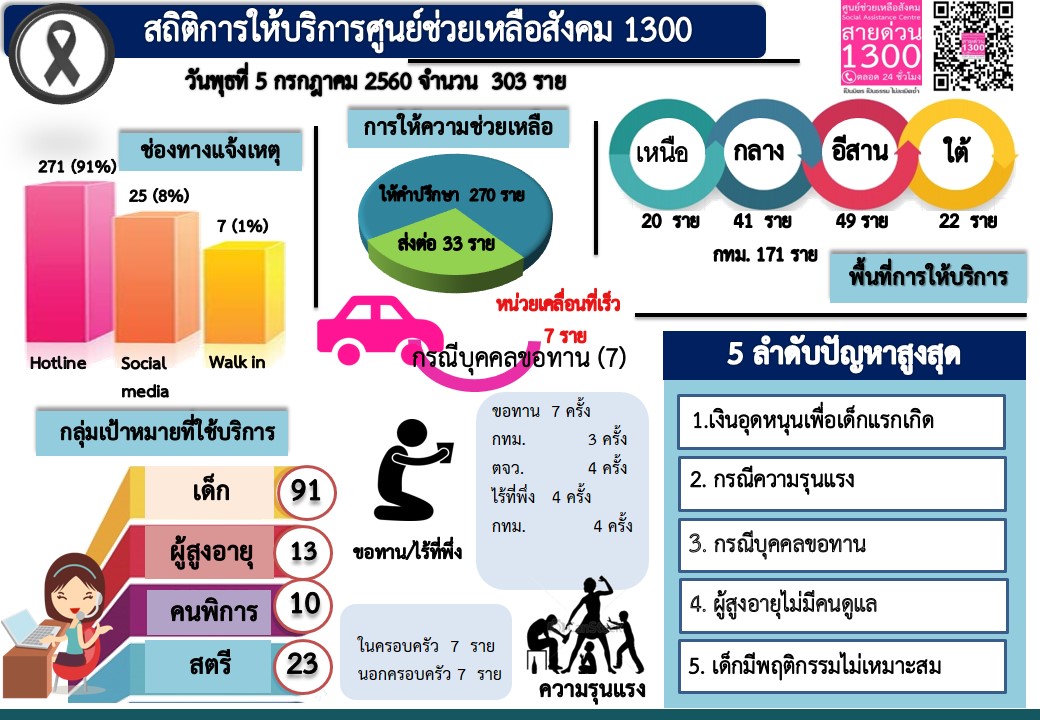 สถิติการให้บริการศูนย์ช่วยเหลือสังคม 1300
ศูนย์ช่วยเหลือสังคม
Social Assistance Centre
สายด่วน
1300
ตลอด 24 ชั่วโมง
เป็นมิตร เป็นธรรม ไม่ละเมิดซ้ำ
1300
วันพุธที่ 5 กรกฎาคม 2560 จำนวน 303 ราย
ช่องทางแจ้งเหตุ
271 (91%)
25 (8%)
7 (1%)
Hotline
Social
media
Walk in
การให้ความช่วยเหลือ
ให้คำปรึกษา 270 ราย
ส่งต่อ 33 ราย
หน่วยเคลื่อนที่เร็ว
7 ราย
เหนือ
กลาง
อีสาน
ใต้
20 ราย
41 ราย
49 ราย
22 ราย
กทม. 171 ราย
พื้นที่การให้บริการ
กรณีบุคคลขอทาน (7)
ขอทาน 7 ครั้ง
กทม. 3 ครั้ง
ตจว. 4 ครั้ง
ไร้ที่พึ่ง 4 ครั้ง
กทม. 4 ครั้ง
ขอทาน/ไร้ที่พึ่ง
กลุ่มเป้าหมายที่ใช้บริการ
เด็ก 91
ผู้สูงอายุ 13
คนพิการ 10
สตรี 23
ในครอบครัว 7 ราย
นอกครอบครัว 7 ราย
ความรุนแรง
5 ลำดับปัญหาสูงสุด
1.เงินอุดหนุนเพื่อเด็กแรกเกิด
2. กรณีความรุนแรง
3. กรณีบุคคลขอทาน
4. ผู้สูงอายุไม่มีคนดูแล
5. เด็กมีพฤติกรรมไม่เหมาะสม